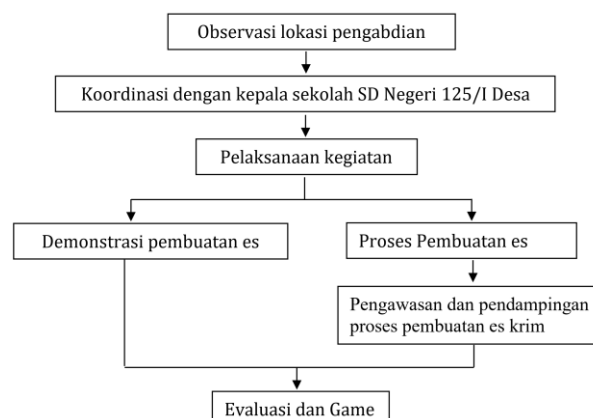 Observasi lokasi pengabdian
Koordinasi dengan kepala sekolah SD Negeri 125/I Desa
Pelaksanaan kegiatan
Demonstrasi pembuatan es
Proses Pembuatan es
Pengawasan dan pendampingan
proses pembuatan es krim
Evaluasi dan Game